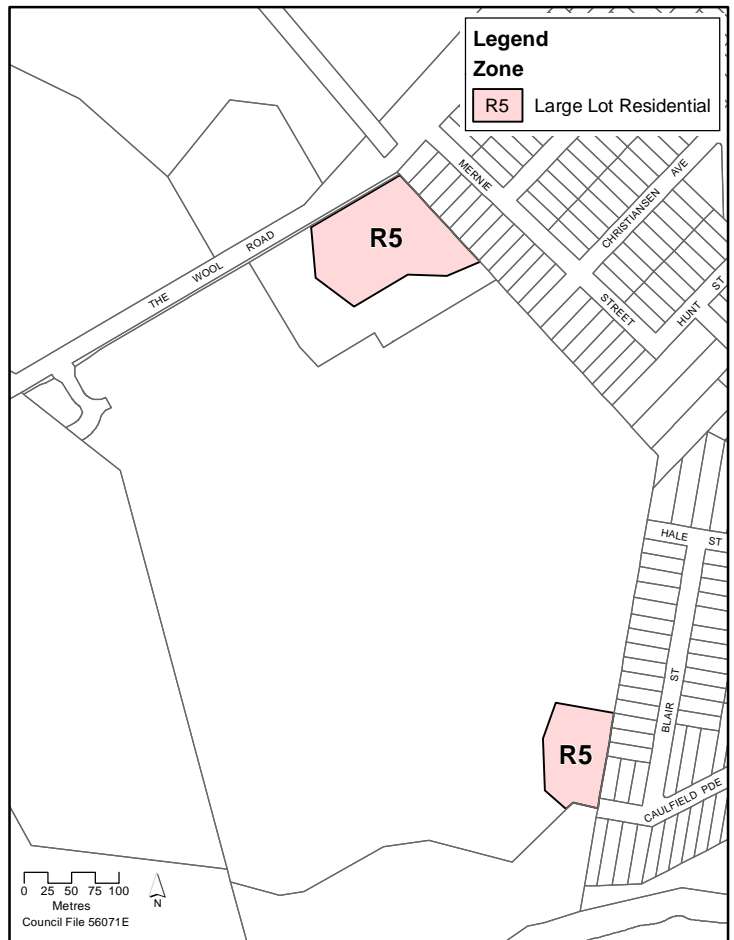 Legend
Zone
R5 Large Lot Residential
MERNIE
CHRISTIANSEN AVE
R5
THE WOOL ROAD
STREET
HUNT ST
HALE ST
BLAIR ST
R5
CAULFIELD PDE
0 25 50 75 100
Metres
N
Council File 56071E